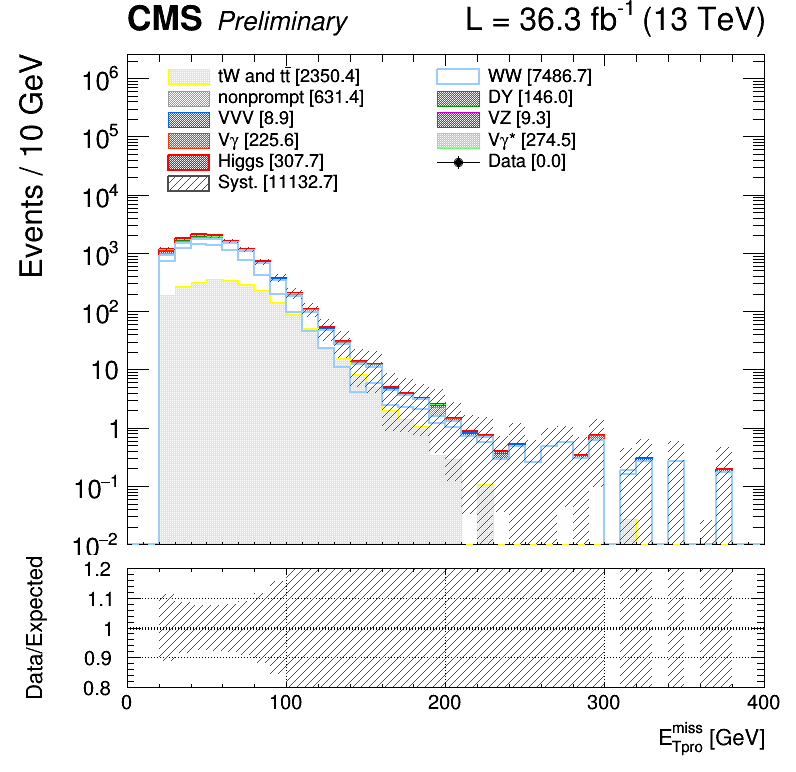 CMS Preliminary L = 36.3 fb⁻¹ (13 TeV)
Events / 10 GeV
10⁶
10⁵
10⁴
10³
10²
10
1
10⁻¹
10⁻²
tW and tt̄ [2350.4]
nonprompt [631.4]
VVV [8.9]
Vγ [225.6]
Higgs [307.7]
Syst. [11132.7]
WW [7486.7]
DY [146.0]
VZ [9.3]
Vγ* [274.5]
Data [0.0]
Data/Expected
1.2
1.1
1
0.9
0.8
0 100 200 300 400
E_Tpro^miss [GeV]